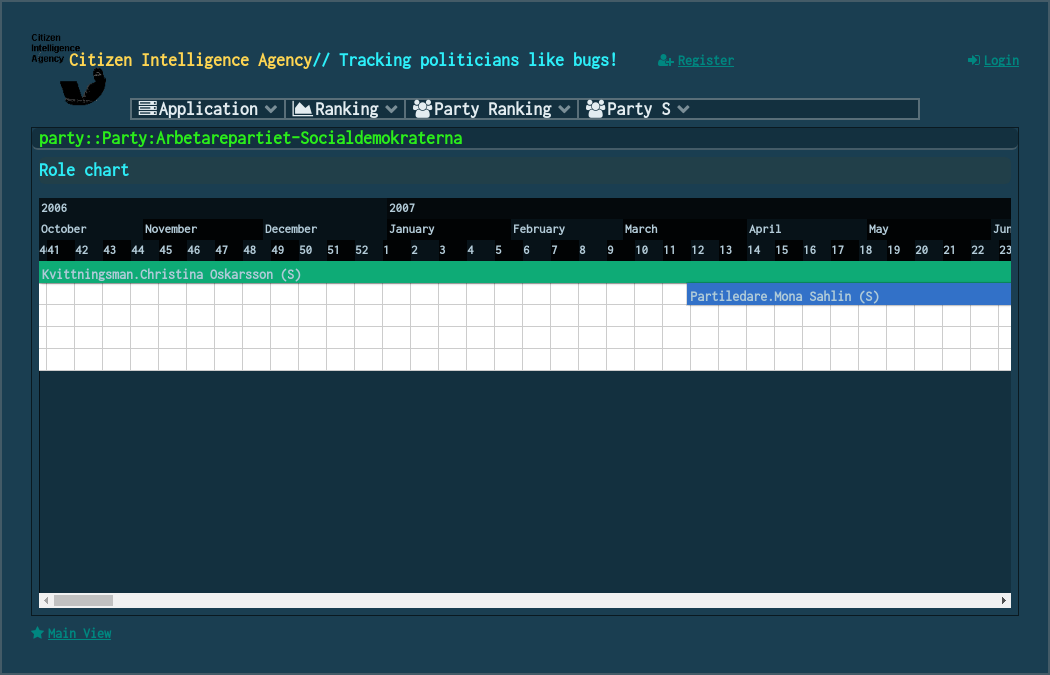 Citizen
Intelligence
Agency
Citizen Intelligence Agency// Tracking politicians like bugs!
Register
Login
Application
Ranking
Party Ranking
Party S
party::Party:Arbetarepartiet-Socialdemokraterna
Role chart
2006 2007
October November December January February March April May Jun
41 42 43 44 45 46 47 48 49 50 51 52 1 2 3 4 5 6 7 8 9 10 11 12 13 14 15 16 17 18 19 20 21 22 23
Kvittningsman.Christina Oskarsson (S)
Partiledare.Mona Sahlin (S)
Main View